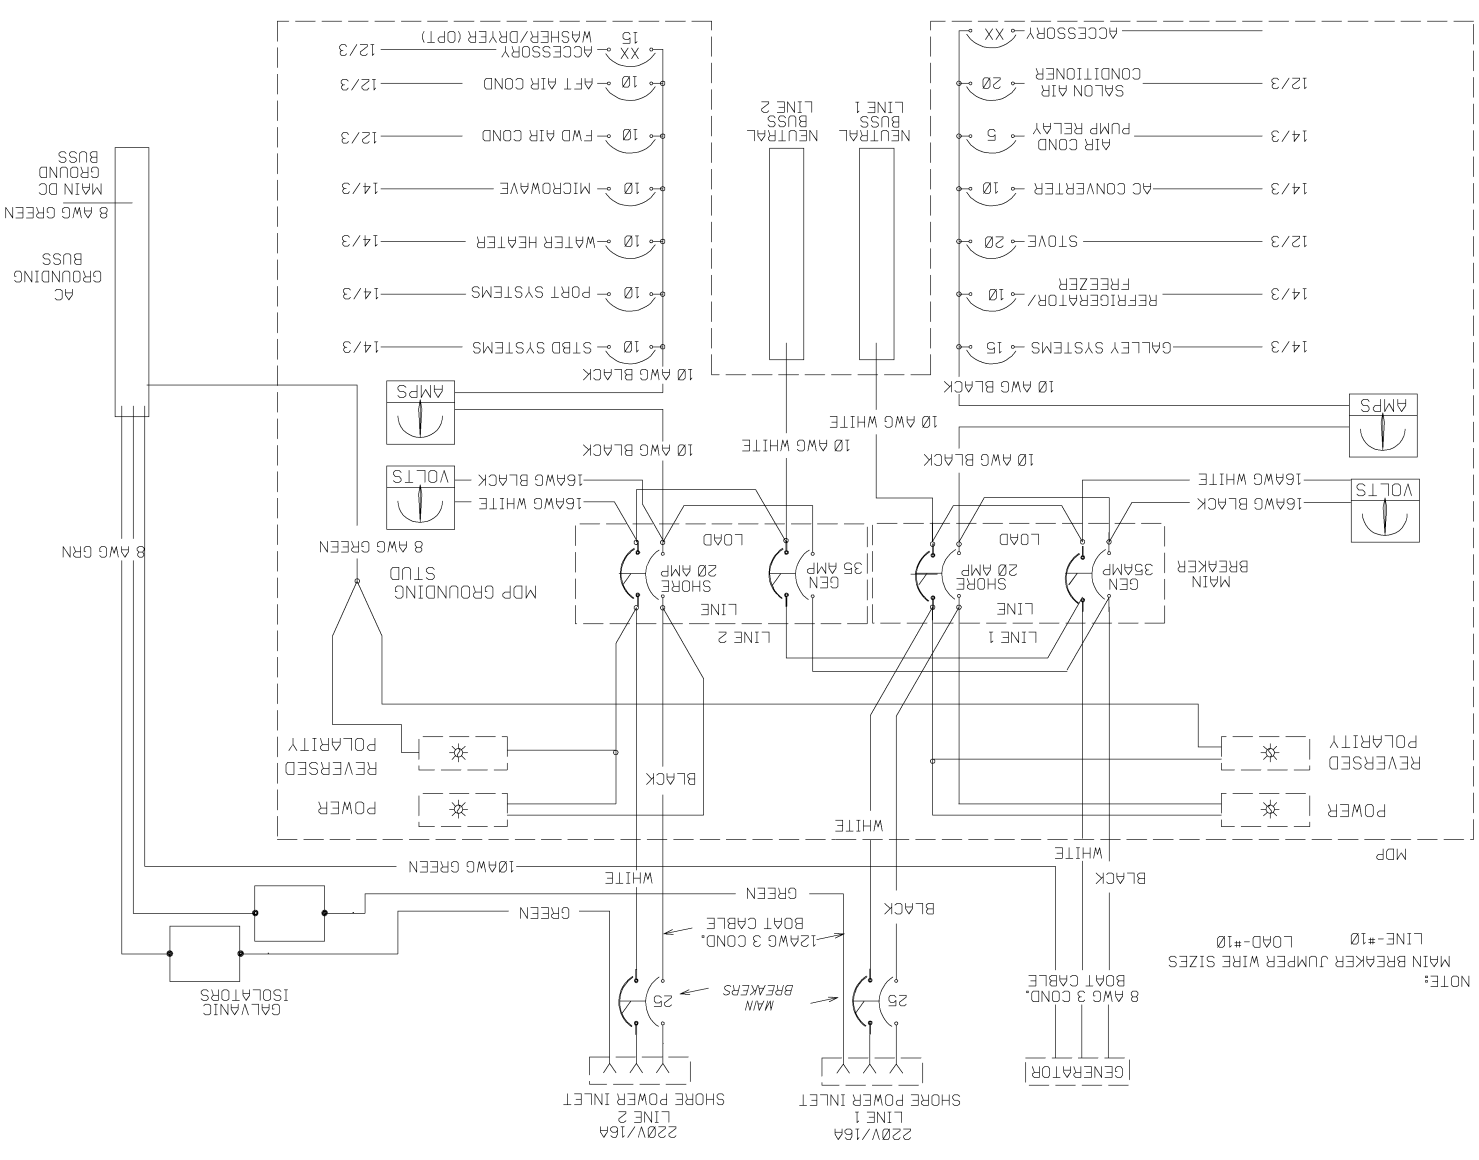 220V/16A
LINE 1
SHORE POWER INLET
220V/16A
LINE 2
SHORE POWER INLET
GENERATOR
NOTE:
MAIN BREAKER JUMPER WIRE SIZES
LINE-#10
LOAD-#10
8 AWG 3 COND.
BOAT CABLE
25
MAIN
BREAKERS
25
GALVANIC
ISOLATORS
12AWG 3 COND.
BOAT CABLE
BLACK
GREEN
GREEN
BLACK
WHITE
10AWG GREEN
MDP
WHITE
WHITE
POWER
POWER
BLACK
REVERSED
POLARITY
REVERSED
POLARITY
LINE 1
LINE 2
MAIN
BREAKER
LINE
GEN
35AMP
SHORE
20 AMP
LOAD
LINE
GEN
35 AMP
SHORE
20 AMP
LOAD
MDP GROUNDING
STUD
8 AWG GREEN
8 AWG GRN
VOLTS
16AWG BLACK
16AWG WHITE
16AWG WHITE
16AWG BLACK
VOLTS
10 AWG BLACK
10 AWG WHITE
10 AWG WHITE
10 AWG BLACK
AMPS
AMPS
10 AWG BLACK
10 AWG BLACK
14/3
GALLEY SYSTEMS
15
14/3
REFRIGERATOR/
FREEZER
10
12/3
STOVE
20
14/3
AC CONVERTER
10
14/3
AIR COND
PUMP RELAY
5
12/3
SALON AIR
CONDITIONER
20
ACCESSORY
XX
NEUTRAL
BUSS
LINE 1
NEUTRAL
BUSS
LINE 2
10
STBD SYSTEMS
14/3
10
PORT SYSTEMS
14/3
10
WATER HEATER
14/3
10
MICROWAVE
14/3
10
FWD AIR COND
12/3
10
AFT AIR COND
12/3
XX
15
ACCESSORY
WASHER/DRYER (OPT)
12/3
AC
GROUNDING
BUSS
8 AWG GREEN
MAIN DC
GROUND
BUSS